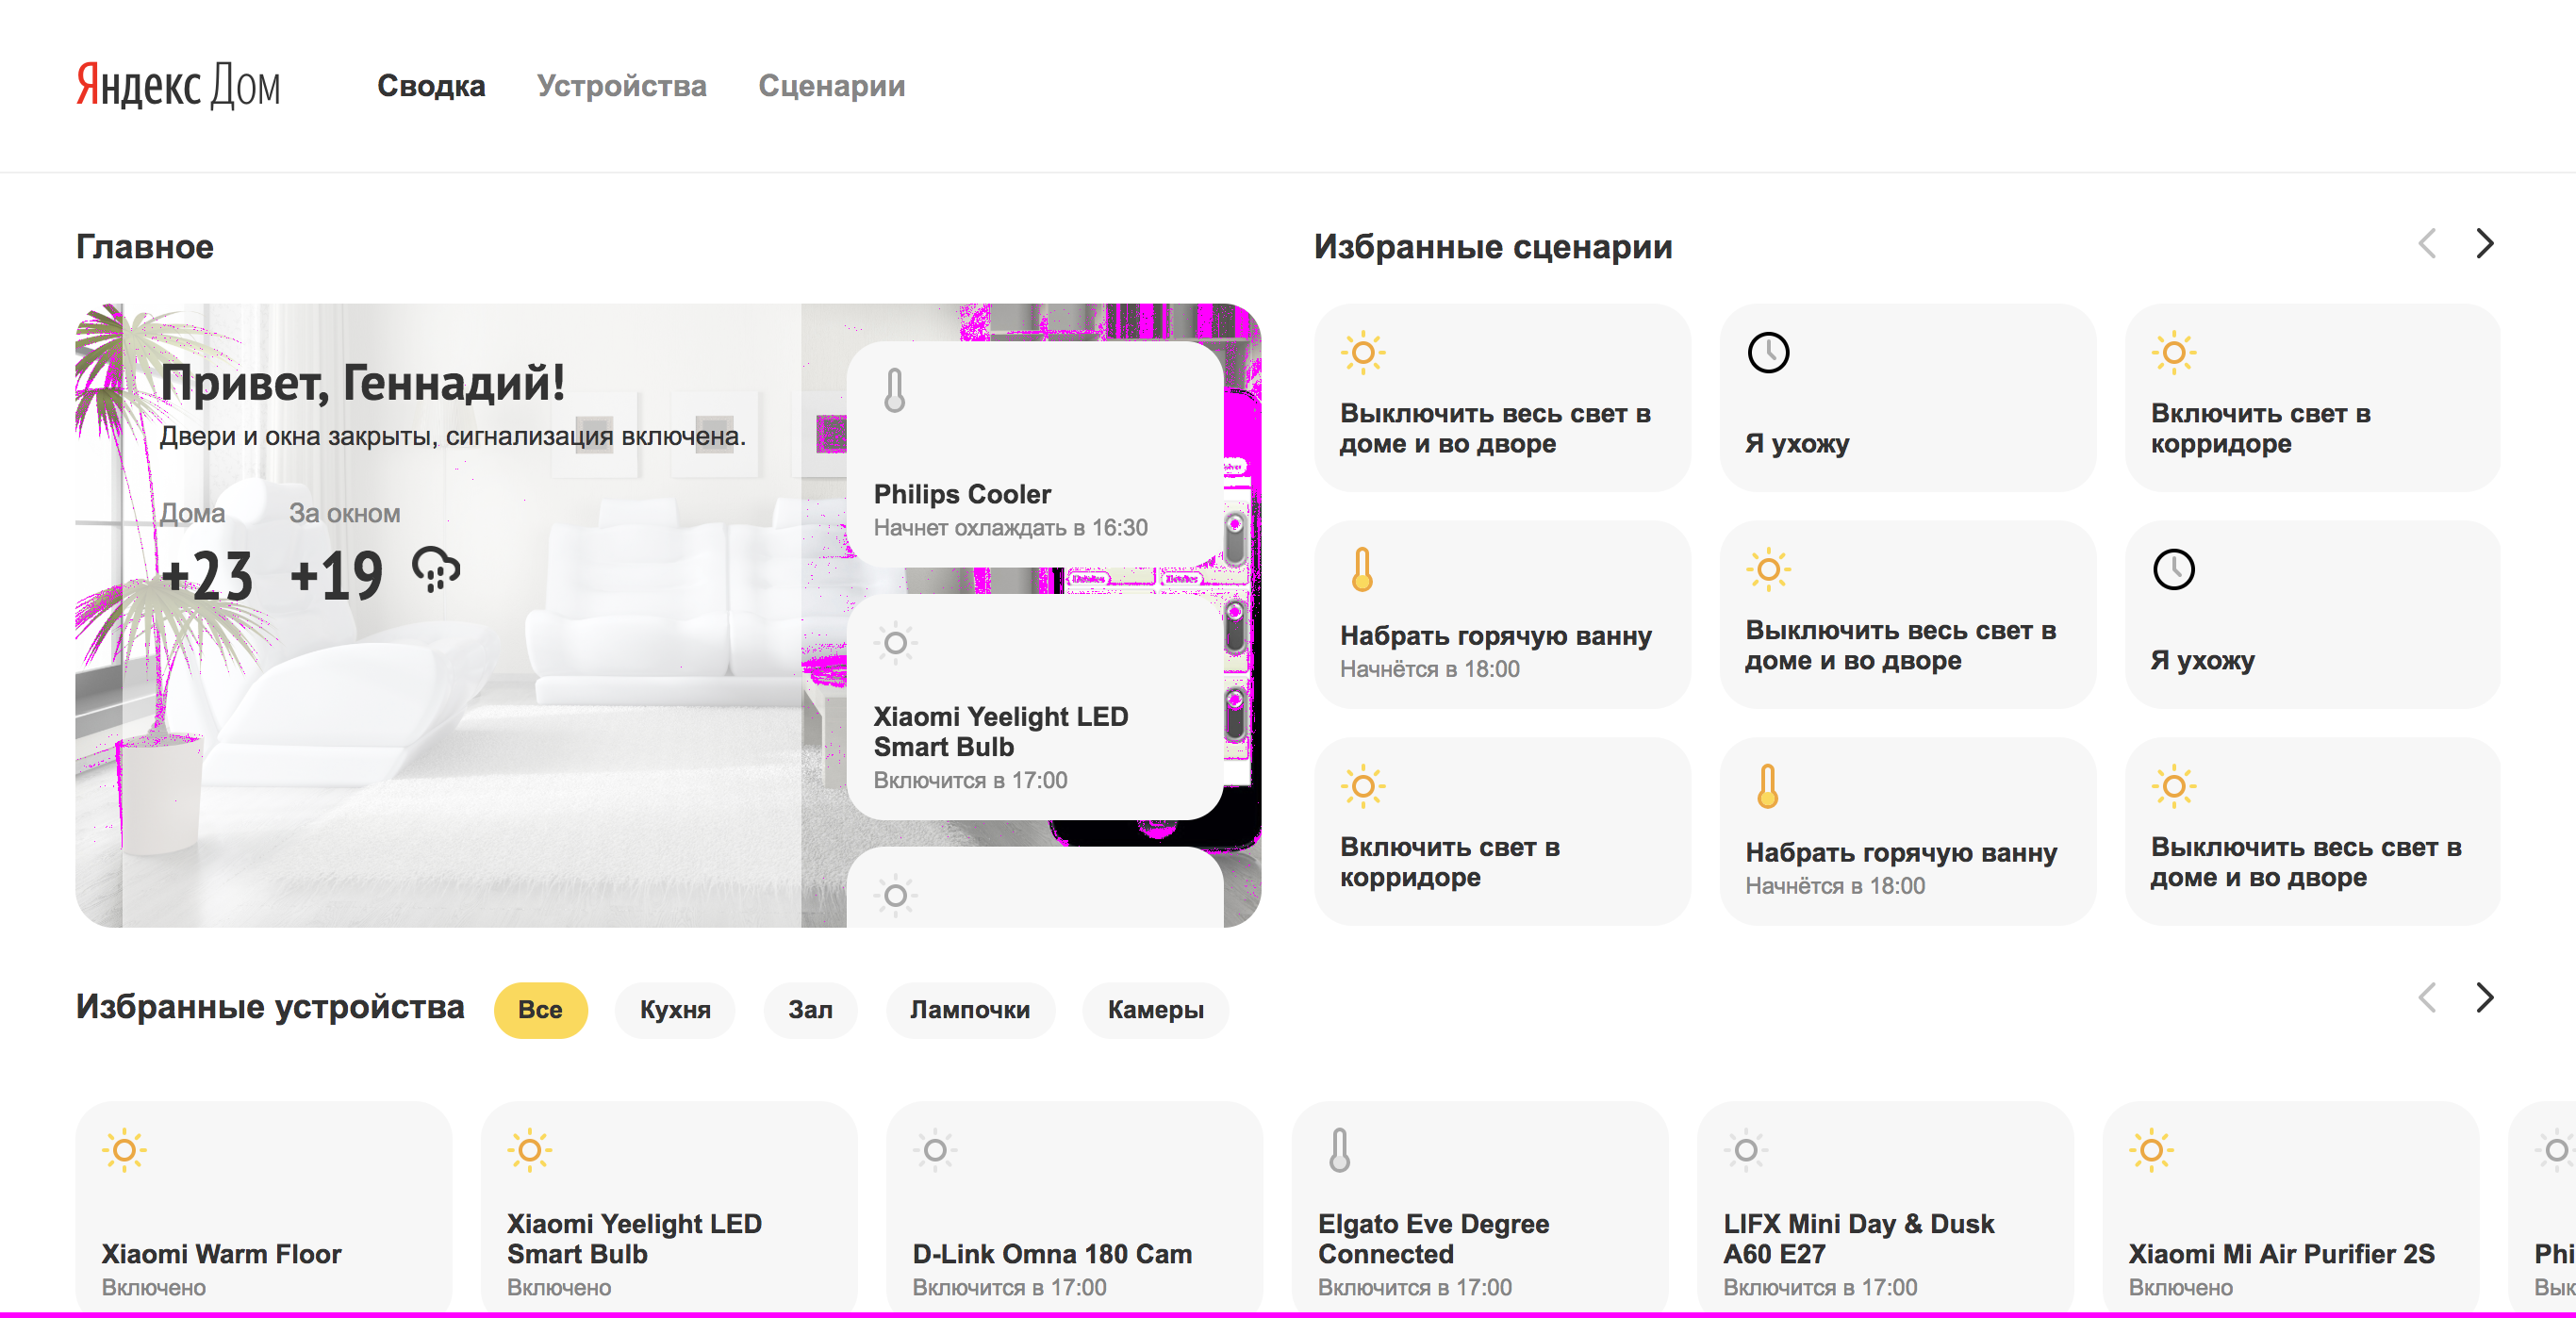 Яндекс Дом
Сводка
Устройства
Сценарии
Главное
Привет, Геннадий!
Двери и окна закрыты, сигнализация включена.
Дома
За окном
+23
+19
Philips Cooler
Начнет охлаждать в 16:30
Xiaomi Yeelight LED
Smart Bulb
Включится в 17:00
Избранные сценарии
Выключить весь свет в
доме и во дворе
Я ухожу
Включить свет в
корридоре
Набрать горячую ванну
Начнётся в 18:00
Выключить весь свет в
доме и во дворе
Я ухожу
Включить свет в
корридоре
Набрать горячую ванну
Начнётся в 18:00
Выключить весь свет в
доме и во дворе
Избранные устройства
Все
Кухня
Зал
Лампочки
Камеры
Xiaomi Warm Floor
Включено
Xiaomi Yeelight LED
Smart Bulb
Включено
D-Link Omna 180 Cam
Включится в 17:00
Elgato Eve Degree
Connected
Включится в 17:00
LIFX Mini Day & Dusk
A60 E27
Включится в 17:00
Xiaomi Mi Air Purifier 2S
Включено
Phi
Вык